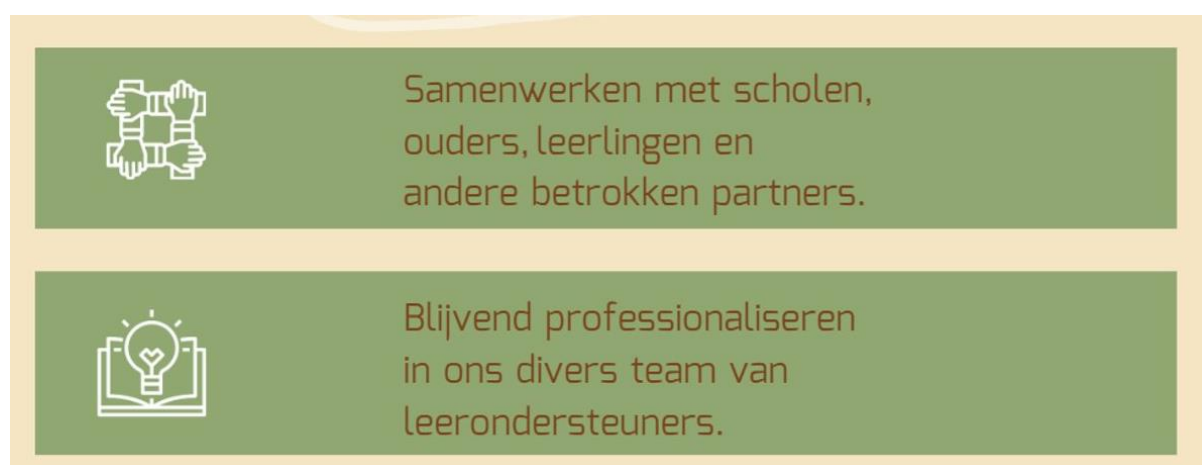 Samenwerken met scholen,
ouders, leerlingen en
andere betrokken partners.
Blijvend professionaliseren
in ons divers team van
leerondersteuners.